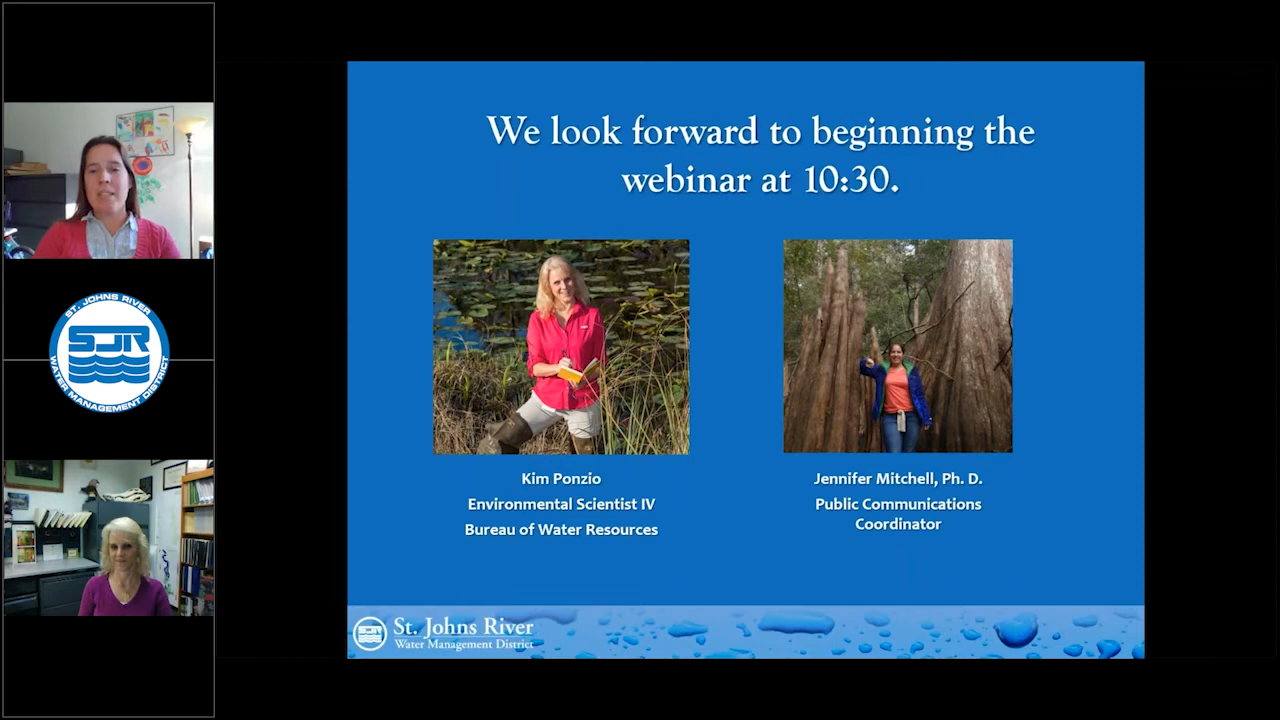 We look forward to beginning the
webinar at 10:30.
Kim Ponzio
Environmental Scientist IV
Bureau of Water Resources
Jennifer Mitchell, Ph. D.
Public Communications
Coordinator
St. Johns River
Water Management District
ST. JOHNS RIVER
SJR
WATER MANAGEMENT DISTRICT